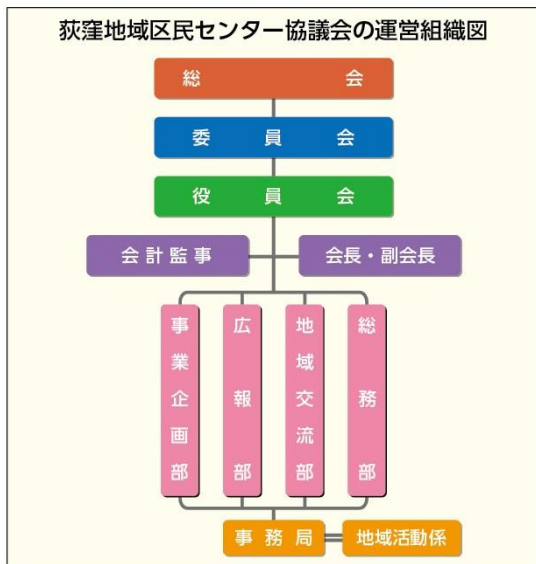 荻窪地域区民センター協議会の運営組織図
総会
委員会
役員会
会計監事
会長・副会長
事業企画部
広報部
地域交流部
総務部
事務局
地域活動係